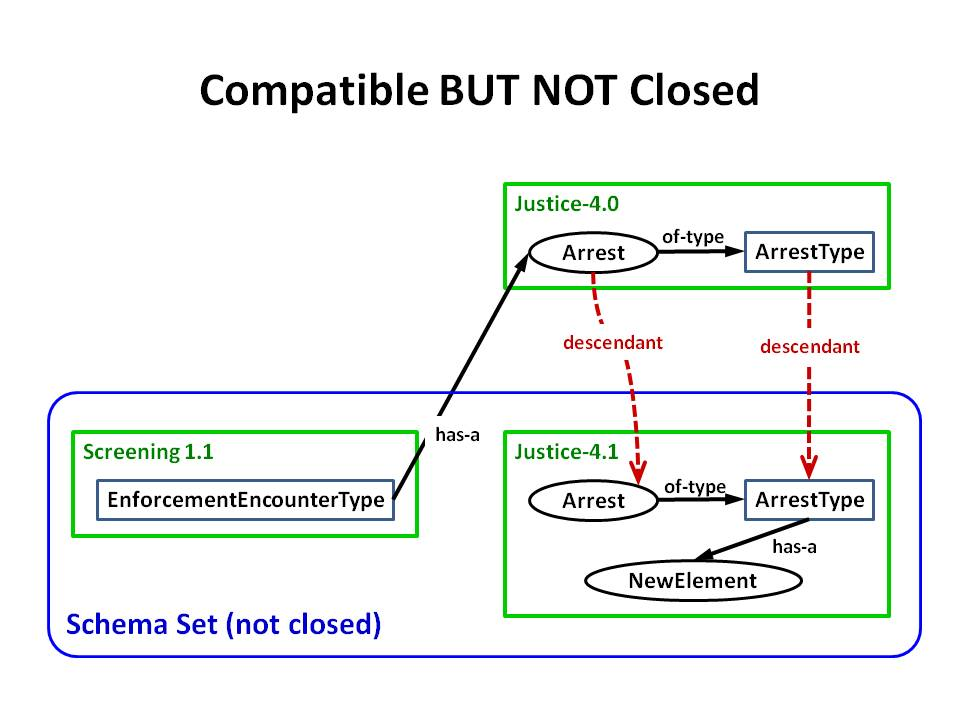 Compatible BUT NOT Closed
Justice-4.0
Arrest
of-type
ArrestType
descendant
descendant
has-a
Screening 1.1
EnforcementEncounterType
Justice-4.1
Arrest
of-type
ArrestType
has-a
NewElement
Schema Set (not closed)